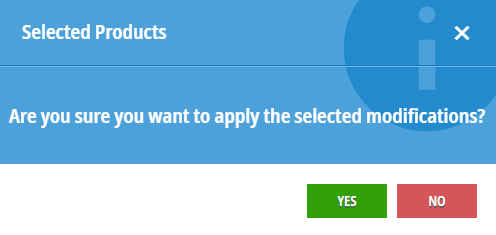 Selected Products
Are you sure you want to apply the selected modifications?
YES
NO